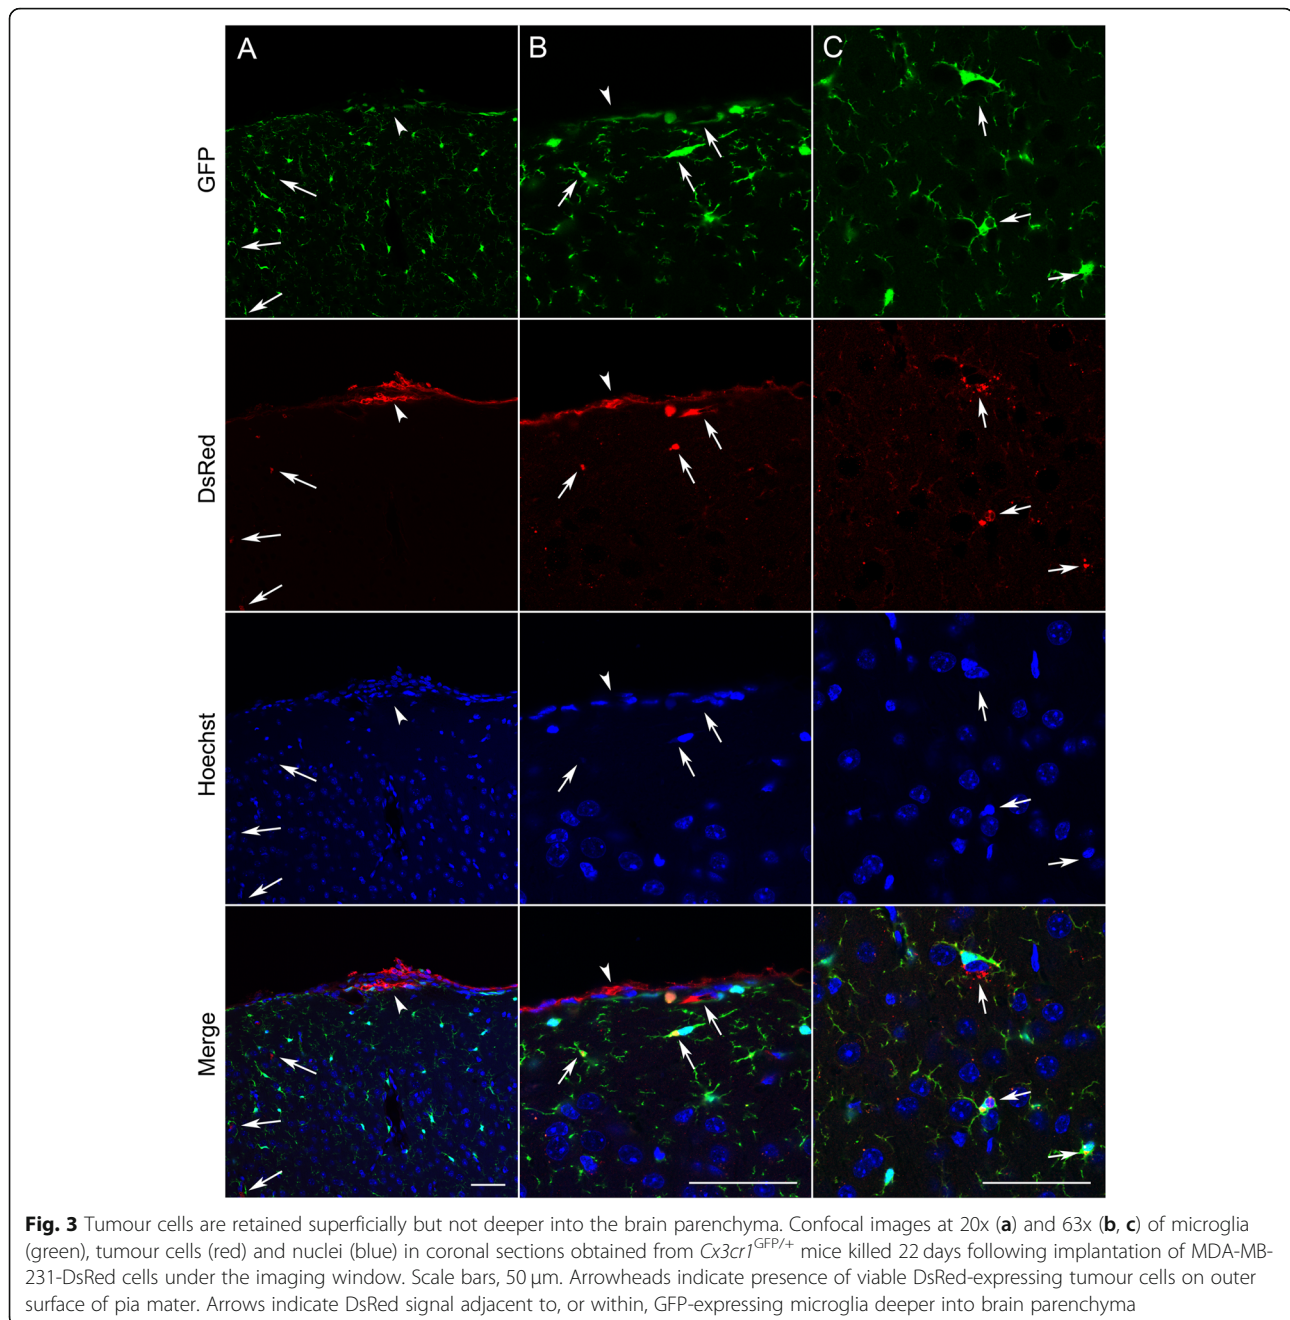 A
B
C
GFP
DsRed
Hoechst
Merge
Fig. 3 Tumour cells are retained superficially but not deeper into the brain parenchyma. Confocal images at 20x (a) and 63x (b, c) of microglia
(green), tumour cells (red) and nuclei (blue) in coronal sections obtained from Cx3cr1GFP/+ mice killed 22 days following implantation of MDA-MB-
231-DsRed cells under the imaging window. Scale bars, 50 μm. Arrowheads indicate presence of viable DsRed-expressing tumour cells on outer
surface of pia mater. Arrows indicate DsRed signal adjacent to, or within, GFP-expressing microglia deeper into brain parenchyma